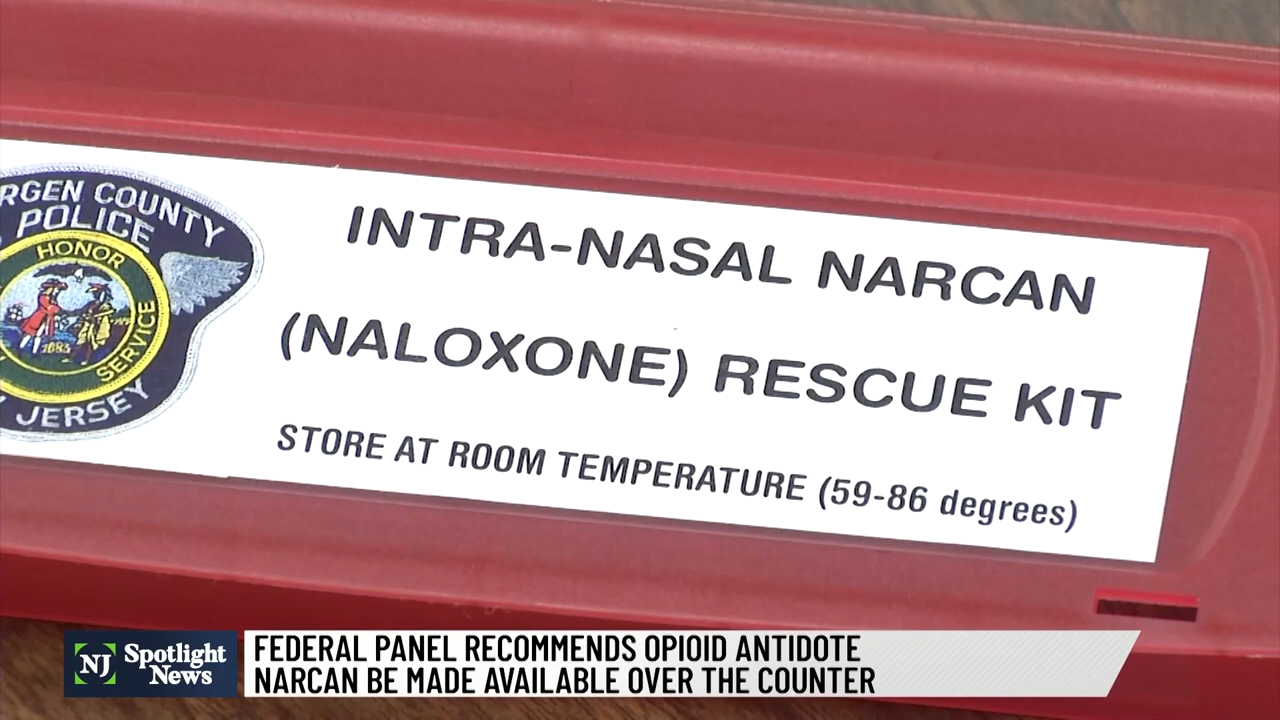 RGEN COUNTY
POLICE
HONOR
1683
SERVICE
JERSEY
INTRA-NASAL NARCAN
(NALOXONE) RESCUE KIT
STORE AT ROOM TEMPERATURE (59-86 degrees)
NJ Spotlight News
FEDERAL PANEL RECOMMENDS OPIOID ANTIDOTE
NARCAN BE MADE AVAILABLE OVER THE COUNTER